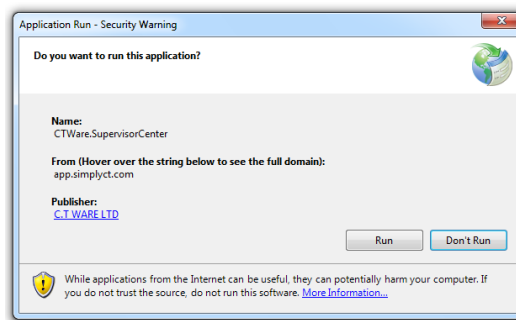 Application Run - Security Warning
Do you want to run this application?
Name:
CTWare.SupervisorCenter
From (Hover over the string below to see the full domain):
app.simplyct.com
Publisher:
C.T WARE LTD
Run Don't Run
While applications from the Internet can be useful, they can potentially harm your computer. If
you do not trust the source, do not run this software. More Information...